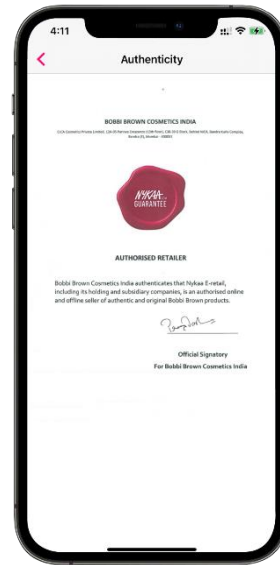 4:11
Authenticity
BOBBI BROWN COSMETICS INDIA
NYKAA
GUARANTEE
AUTHORISED RETAILER
Bobbi Brown Cosmetics India authenticates that Nykaa E-retail,
including its holding and subsidiary companies, is an authorised online
and offline seller of authentic and original Bobbi Brown products.
Official Signatory
For Bobbi Brown Cosmetics India